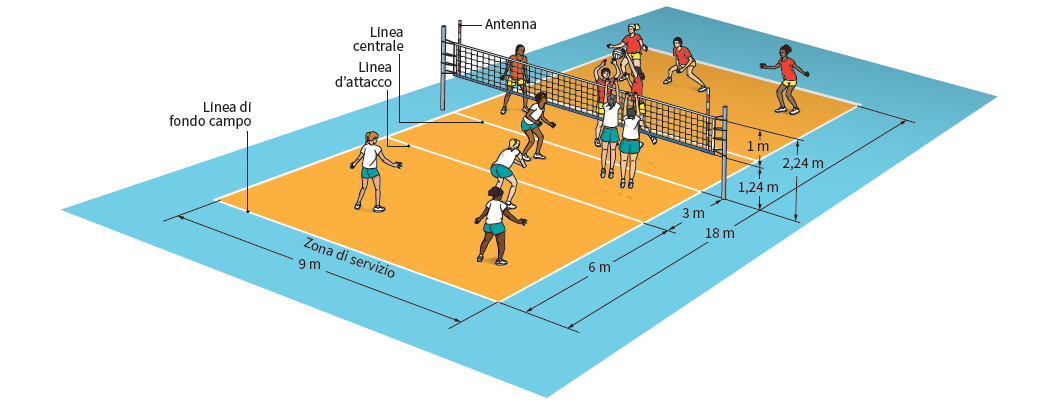 Antenna
Linea
centrale
Linea
d'attacco
Linea di
fondo campo
1 m
2,24 m
1,24 m
3 m
18 m
6 m
Zona di servizio
9 m